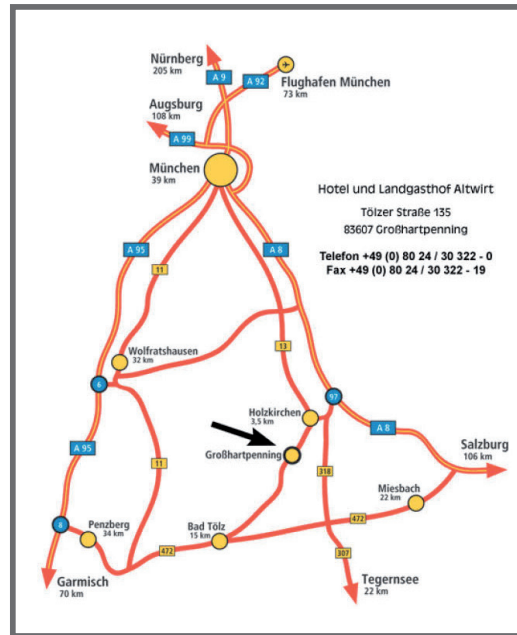 Nürnberg
205 km
A 9
A 92
Flughafen München
73 km
Augsburg
108 km
A 99
München
39 km
Hotel und Landgasthof Altwirt
Tölzer Straße 135
83607 Großhartpenning
Telefon +49 (0) 80 24 / 30 322 - 0
Fax +49 (0) 80 24 / 30 322 - 19
A 95
11
A 8
13
Wolfratshausen
32 km
6
97
Holzkirchen
3,5 km
A 8
A 95
11
Großhartpenning
318
Salzburg
106 km
Miesbach
22 km
8
Penzberg
34 km
Bad Tölz
15 km
472
472
307
Garmisch
70 km
Tegernsee
22 km